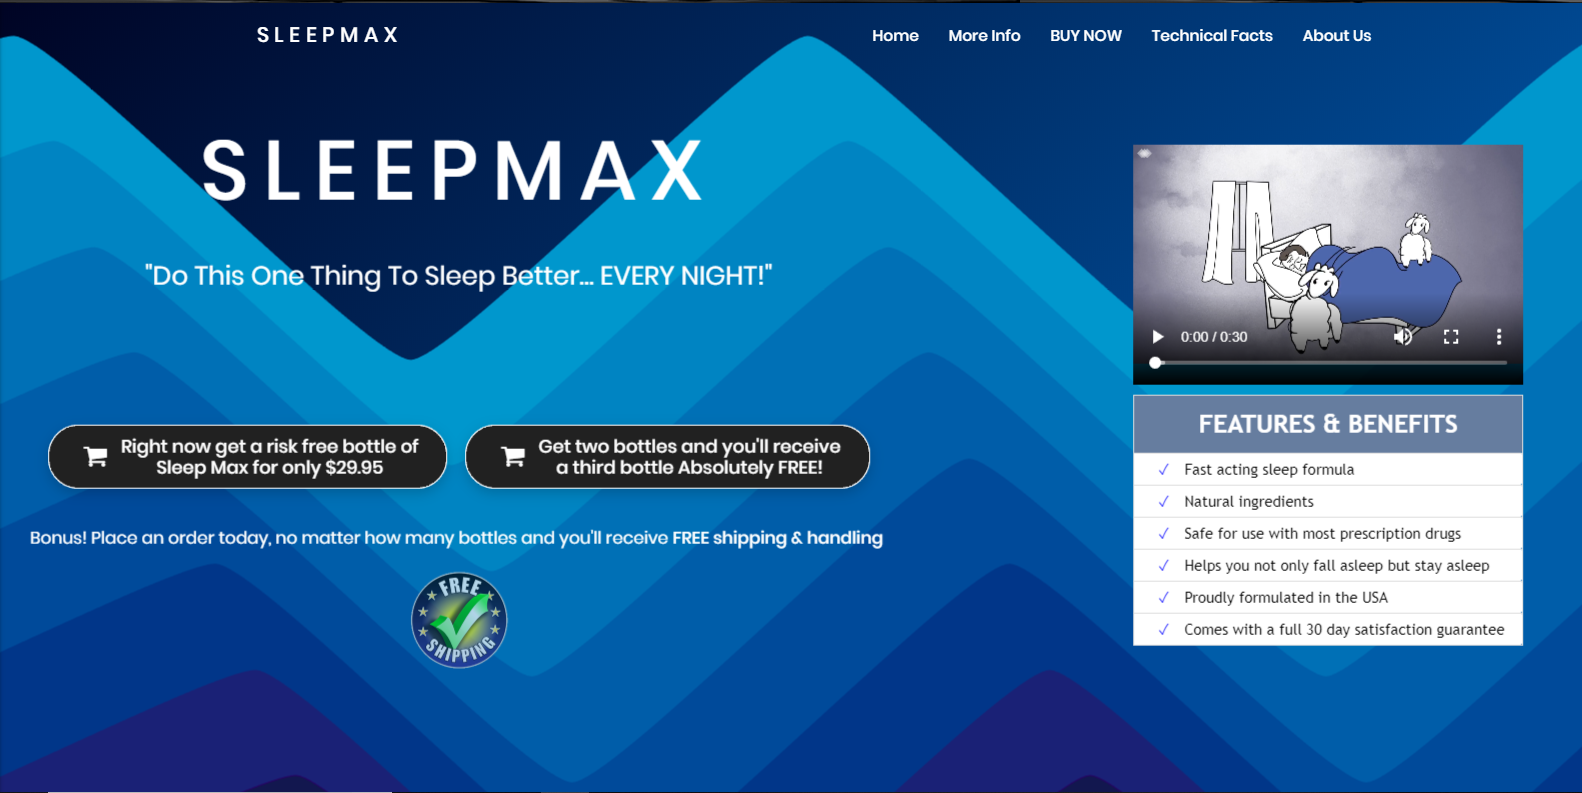 SLEEPMAX
Home
More Info
BUY NOW
Technical Facts
About Us
SLEEPMAX
"Do This One Thing To Sleep Better... EVERY NIGHT!"
Right now get a risk free bottle of
Sleep Max for only $29.95
Get two bottles and you'll receive
a third bottle Absolutely FREE!
Bonus! Place an order today, no matter how many bottles and you'll receive FREE shipping & handling
FREE
SHIPPING
0:00 / 0:30
FEATURES & BENEFITS
Fast acting sleep formula
Natural ingredients
Safe for use with most prescription drugs
Helps you not only fall asleep but stay asleep
Proudly formulated in the USA
Comes with a full 30 day satisfaction guarantee